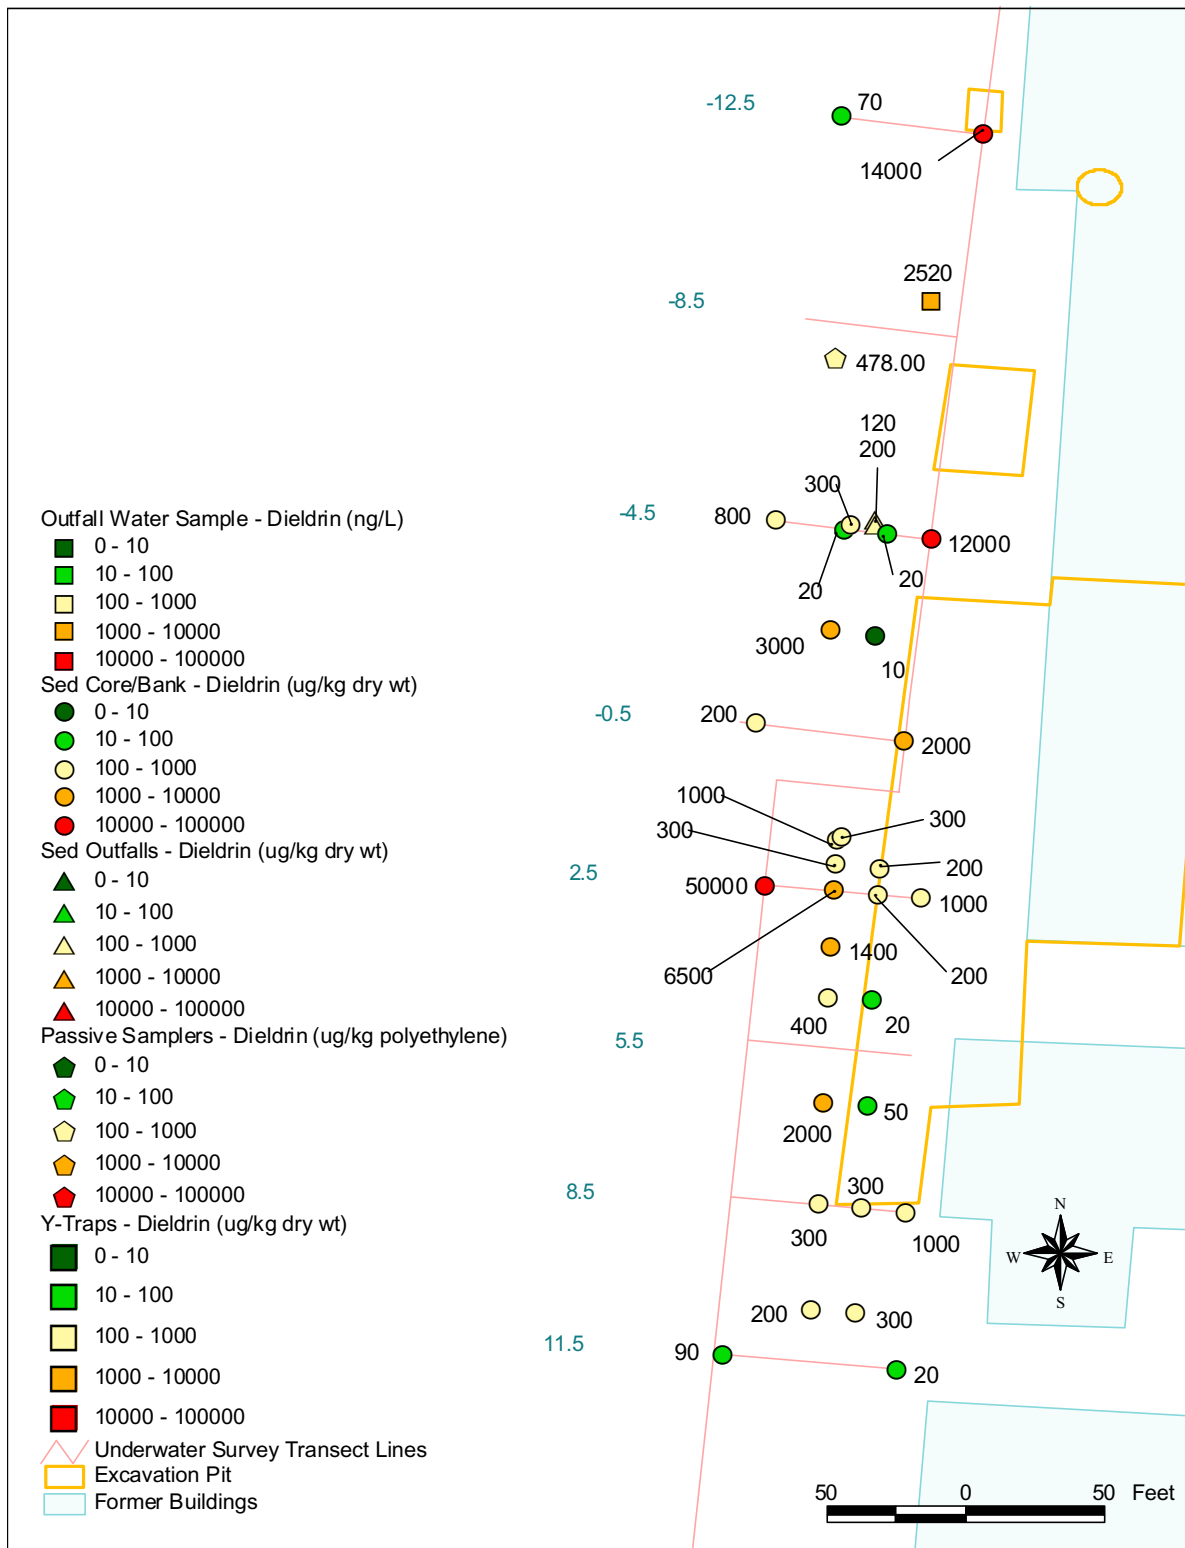 -12.5
70
14000
2520
-8.5
478.00
120
200
300
-4.5
800
12000
20
20
3000
10
-0.5
200
2000
1000
300
300
2.5
200
50000
1000
1400
6500
200
400
20
5.5
50
2000
8.5
300
300
1000
200
300
11.5
90
20
Outfall Water Sample - Dieldrin (ng/L)
0 - 10
10 - 100
100 - 1000
1000 - 10000
10000 - 100000
Sed Core/Bank - Dieldrin (ug/kg dry wt)
0 - 10
10 - 100
100 - 1000
1000 - 10000
10000 - 100000
Sed Outfalls - Dieldrin (ug/kg dry wt)
0 - 10
10 - 100
100 - 1000
1000 - 10000
10000 - 100000
Passive Samplers - Dieldrin (ug/kg polyethylene)
0 - 10
10 - 100
100 - 1000
1000 - 10000
10000 - 100000
Y-Traps - Dieldrin (ug/kg dry wt)
0 - 10
10 - 100
100 - 1000
1000 - 10000
10000 - 100000
Underwater Survey Transect Lines
Excavation Pit
Former Buildings
N
W E
S
50 0 50 Feet